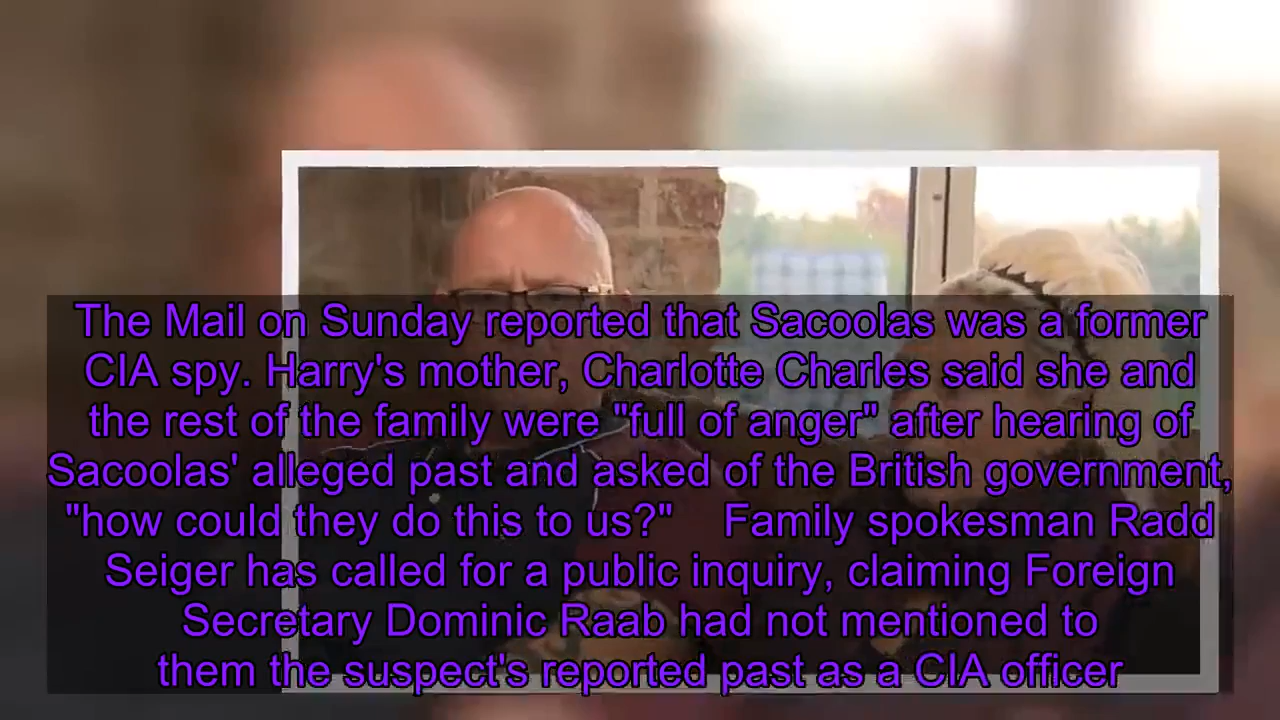 The Mail on Sunday reported that Sacoolas was a former
CIA spy. Harry's mother, Charlotte Charles said she and
the rest of the family were "full of anger" after hearing of
Sacoolas' alleged past and asked of the British government,
"how could they do this to us?"    Family spokesman Radd
Seiger has called for a public inquiry, claiming Foreign
Secretary Dominic Raab had not mentioned to
them the suspect's reported past as a CIA officer